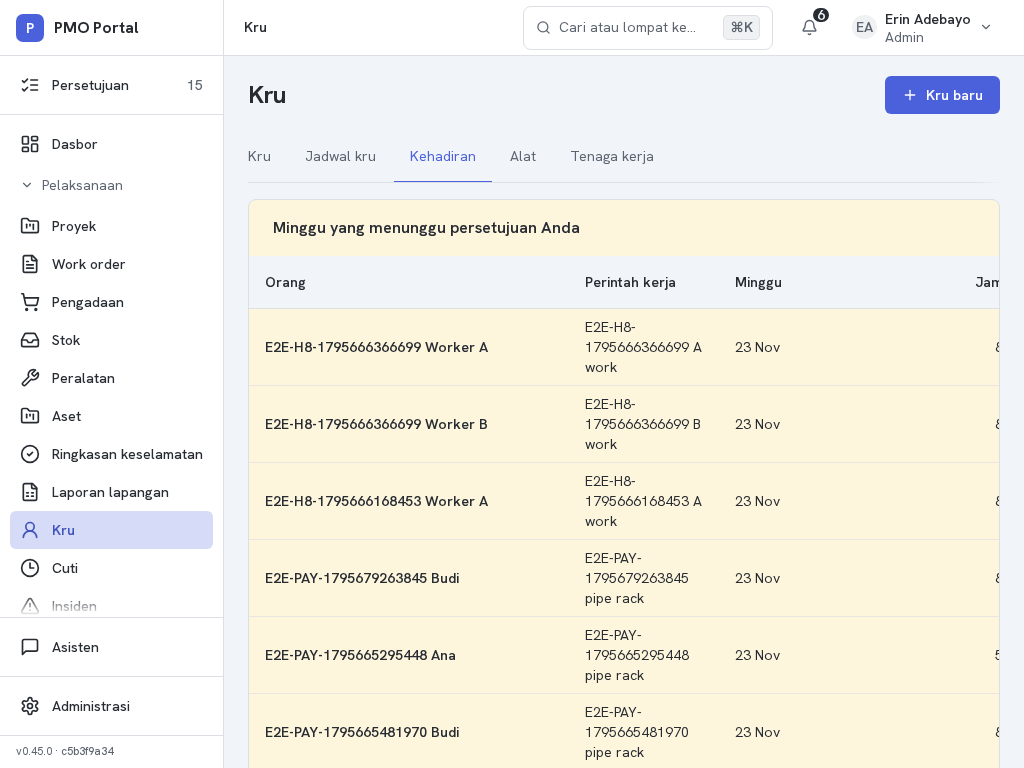 P PMO Portal
Kru
Cari atau lompat ke...
⌘K
6
EA
Erin Adebayo
Admin
Persetujuan 15
Dasbor
Pelaksanaan
Proyek
Work order
Pengadaan
Stok
Peralatan
Aset
Ringkasan keselamatan
Laporan lapangan
Kru
Cuti
Insiden
Asisten
Administrasi
v0.45.0 · c5b3f9a34
Kru
+ Kru baru
Kru Jadwal kru Kehadiran Alat Tenaga kerja
Minggu yang menunggu persetujuan Anda
Orang Perintah kerja Minggu Jam
E2E-H8-1795666366699 Worker A
E2E-H8-
1795666366699 A
work
23 Nov
E2E-H8-1795666366699 Worker B
E2E-H8-
1795666366699 B
work
23 Nov
E2E-H8-1795666168453 Worker A
E2E-H8-
1795666168453 A
work
23 Nov
E2E-PAY-1795679263845 Budi
E2E-PAY-
1795679263845
pipe rack
23 Nov
E2E-PAY-1795665295448 Ana
E2E-PAY-
1795665295448
pipe rack
23 Nov
E2E-PAY-1795665481970 Budi
E2E-PAY-
1795665481970
pipe rack
23 Nov